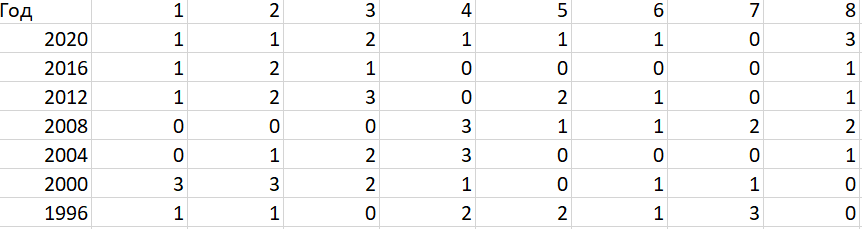 Год 1 2 3 4 5 6 7 8
2020 1 1 2 1 1 1 0 3
2016 1 2 1 0 0 0 0 1
2012 1 2 3 0 2 1 0 1
2008 0 0 0 3 1 1 2 2
2004 0 1 2 3 0 0 0 1
2000 3 3 2 1 0 1 1 0
1996 1 1 0 2 2 1 3 0